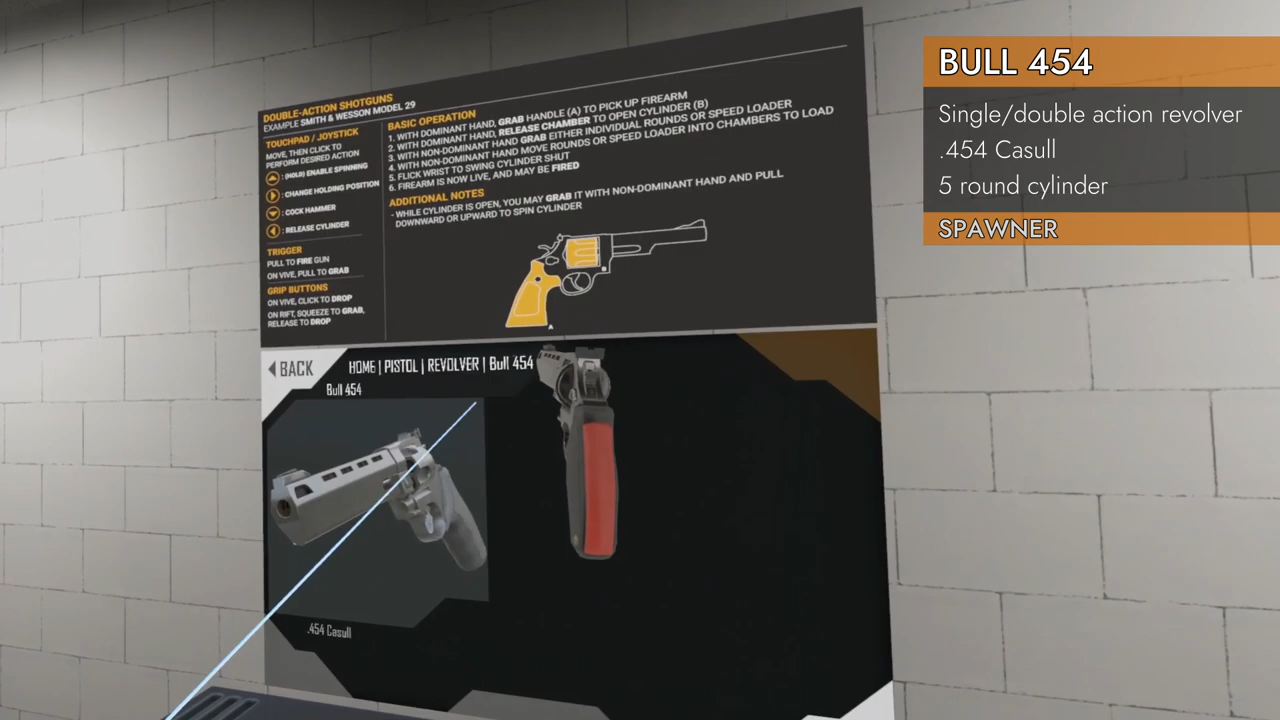 DOUBLE-ACTION SHOTGUNS
EXAMPLE SMITH & WESSON MODEL 29
TOUCHPAD / JOYSTICK
MOVE, THEN CLICK TO
PERFORM DESIRED ACTION
: (HOLD) ENABLE SPINNING
: CHANGE HOLDING POSITION
: COCK HAMMER
: RELEASE CYLINDER
TRIGGER
PULL TO FIRE GUN
ON VIVE, PULL TO GRAB
GRIP BUTTONS
ON VIVE, CLICK TO DROP
ON RIFT, SQUEEZE TO GRAB,
RELEASE TO DROP
BASIC OPERATION
1. WITH DOMINANT HAND, GRAB HANDLE (A) TO PICK UP FIREARM
2. WITH DOMINANT HAND, RELEASE CHAMBER TO OPEN CYLINDER (B)
3. WITH NON-DOMINANT HAND GRAB EITHER INDIVIDUAL ROUNDS OR SPEED LOADER
4. WITH NON-DOMINANT HAND MOVE ROUNDS OR SPEED LOADER INTO CHAMBERS TO LOAD
5. FLICK WRIST TO SWING CYLINDER SHUT
6. FIREARM IS NOW LIVE, AND MAY BE FIRED
ADDITIONAL NOTES
- WHILE CYLINDER IS OPEN, YOU MAY GRAB IT WITH NON-DOMINANT HAND AND PULL
DOWNWARD OR UPWARD TO SPIN CYLINDER
A
BACK
HOME | PISTOL | REVOLVER | Bull 454
Bull 454
.454 Casull
BULL 454
Single/double action revolver
.454 Casull
5 round cylinder
SPAWNER